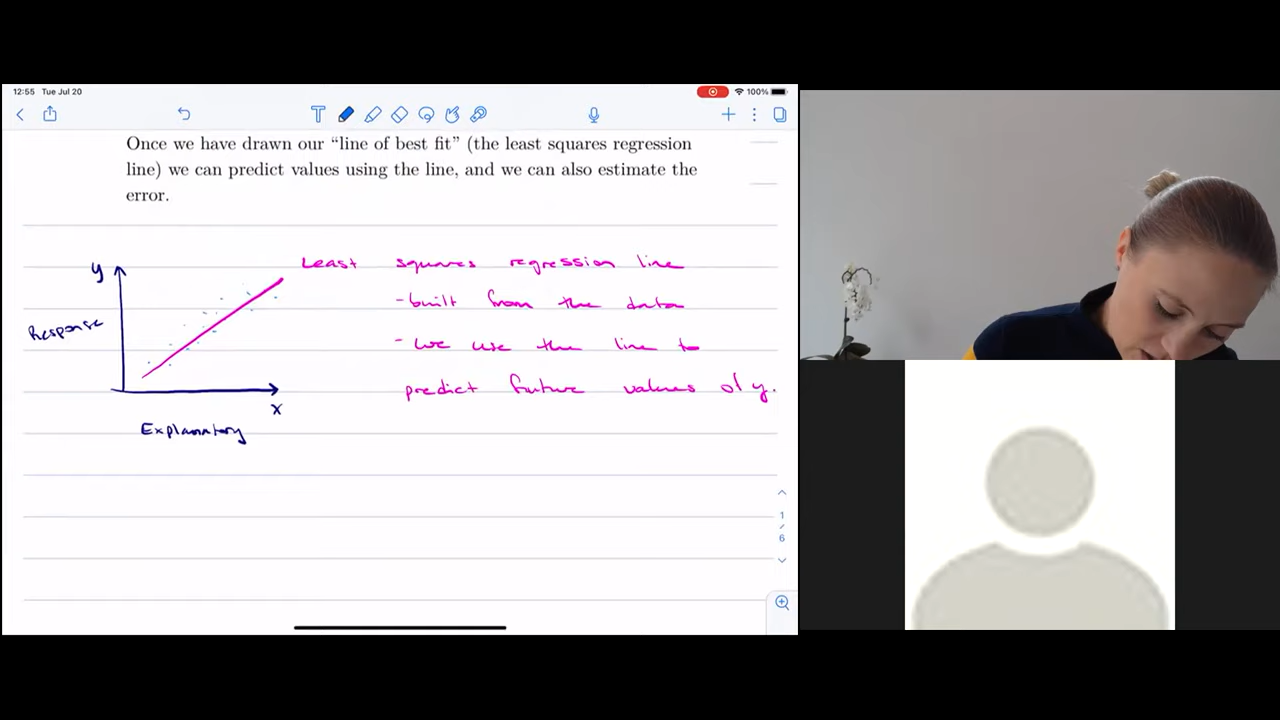 12:55 Tue Jul 20
100%
T
Once we have drawn our “line of best fit” (the least squares regression
line) we can predict values using the line, and we can also estimate the
error.
y
Least squares regression line
-built from the data
Response
-we use the line to
predict future values of y.
x
Explanatory
1
/
6